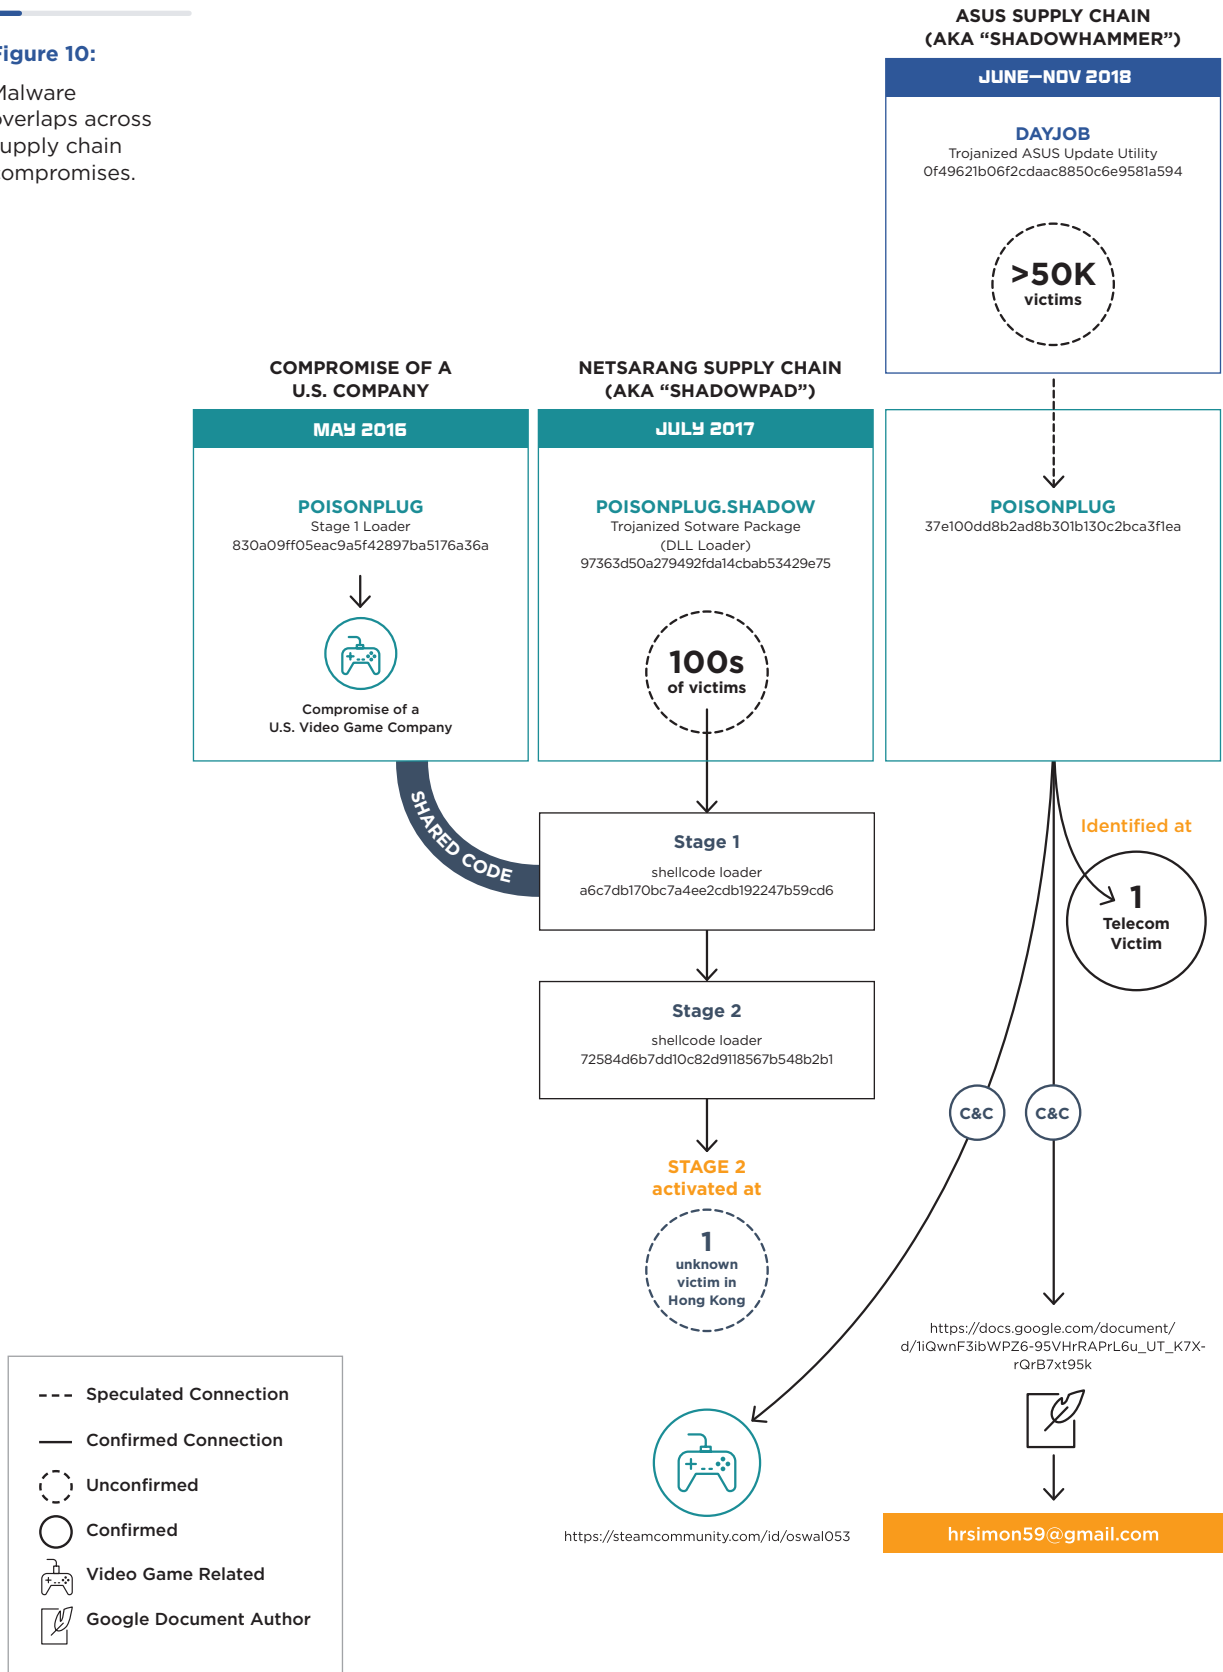 Figure 10:
Malware
overlaps across
supply chain
compromises.
ASUS SUPPLY CHAIN
(AKA “SHADOWHAMMER”)
JUNE–NOV 2018
DAYJOB
Trojanized ASUS Update Utility
0f49621b06f2cdaac8850c6e9581a594
>50K
victims
COMPROMISE OF A
U.S. COMPANY
MAY 2016
POISONPLUG
Stage 1 Loader
830a09ff05eac9a5f42897ba5176a36a
Compromise of a
U.S. Video Game Company
NETSARANG SUPPLY CHAIN
(AKA “SHADOWPAD”)
JULY 2017
POISONPLUG.SHADOW
Trojanized Sotware Package
(DLL Loader)
97363d50a279492fda14cbab53429e75
100s
of victims
POISONPLUG
37e100dd8b2ad8b301b130c2bca3f1ea
SHARED CODE
Stage 1
shellcode loader
a6c7db170bc7a4ee2cdb192247b59cd6
Stage 2
shellcode loader
72584d6b7dd10c82d9118567b548b2b1
STAGE 2
activated at
1
unknown
victim in
Hong Kong
Identified at
1
Telecom
Victim
C&C
C&C
https://docs.google.com/document/
d/1iQwnF3ibWPZ6-95VHrRAPrL6u_UT_K7X-
rQrB7xt95k
https://steamcommunity.com/id/oswal053
hrsimon59@gmail.com
Speculated Connection
Confirmed Connection
Unconfirmed
Confirmed
Video Game Related
Google Document Author